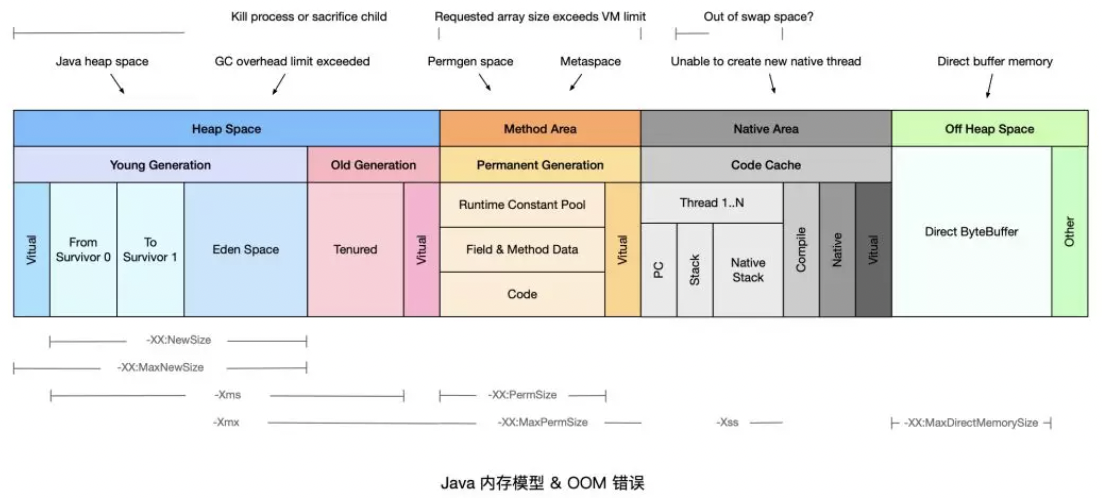 Kill process or sacrifice child
Requested array size exceeds VM limit
Out of swap space?
Java heap space
GC overhead limit exceeded
Permgen space
Metaspace
Unable to create new native thread
Direct buffer memory
Heap Space
Method Area
Native Area
Off Heap Space
Young Generation
Old Generation
Permanent Generation
Code Cache
Vitual
From
Survivor 0
To
Survivor 1
Eden Space
Tenured
Vitual
Runtime Constant Pool
Field & Method Data
Code
Vitual
Thread 1..N
PC
Stack
Native
Stack
Compile
Native
Vitual
Direct ByteBuffer
Other
-XX:NewSize
-XX:MaxNewSize
-Xms
-XX:PermSize
-Xmx
-XX:MaxPermSize
-Xss
-XX:MaxDirectMemorySize
Java 内存模型 & OOM 错误